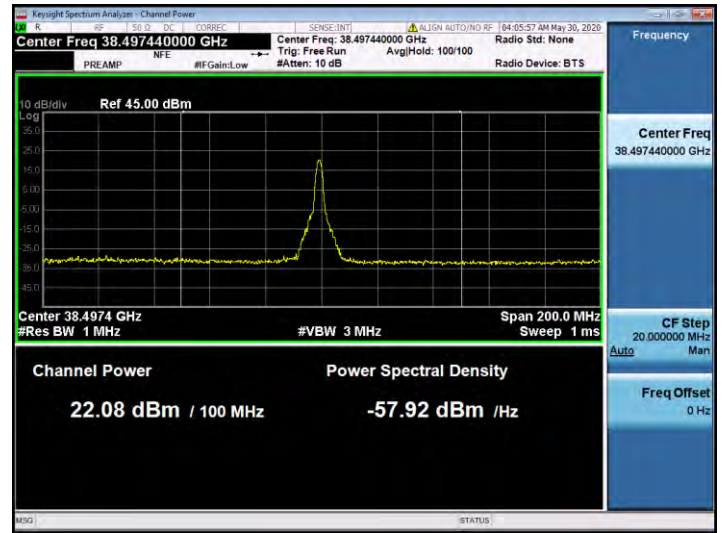 Keysight Spectrum Analyzer - Channel Power
R RF 50 Ω DC CORREC SENSE:INT ALIGN AUTO/NO RF 04:05:57 AM May 30, 2020
Center Freq 38.497440000 GHz Center Freq: 38.497440000 GHz Radio Std: None
NFE Trig: Free Run Avg|Hold: 100/100
PREAMP #IFGain:Low #Atten: 10 dB Radio Device: BTS
Frequency
10 dB/div Ref 45.00 dBm
Log
35.0
25.0
15.0
5.00
-5.00
-15.0
-25.0
-35.0
-45.0
Center 38.4974 GHz Span 200.0 MHz
#Res BW 1 MHz #VBW 3 MHz Sweep 1 ms
Channel Power Power Spectral Density
22.08 dBm / 100 MHz -57.92 dBm /Hz
Center Freq
38.497440000 GHz
CF Step
20.000000 MHz
Auto Man
Freq Offset
0 Hz
MSG STATUS